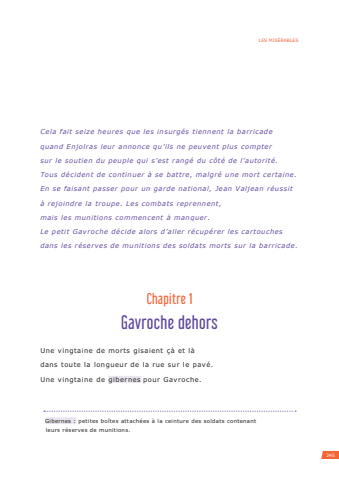 LES MISÉRABLES
Cela fait seize heures que les insurgés tiennent la barricade
quand Enjolras leur annonce qu'ils ne peuvent plus compter
sur le soutien du peuple qui s'est rangé du côté de l'autorité.
Tous décident de continuer à se battre, malgré une mort certaine.
En se faisant passer pour un garde national, Jean Valjean réussit
à rejoindre la troupe. Les combats reprennent,
mais les munitions commencent à manquer.
Le petit Gavroche décide alors d'aller récupérer les cartouches
dans les réserves de munitions des soldats morts sur la barricade.
Chapitre 1
Gavroche dehors
Une vingtaine de morts gisaient çà et là
dans toute la longueur de la rue sur le pavé.
Une vingtaine de gibernes pour Gavroche.
Gibernes : petites boîtes attachées à la ceinture des soldats contenant
leurs réserves de munitions.